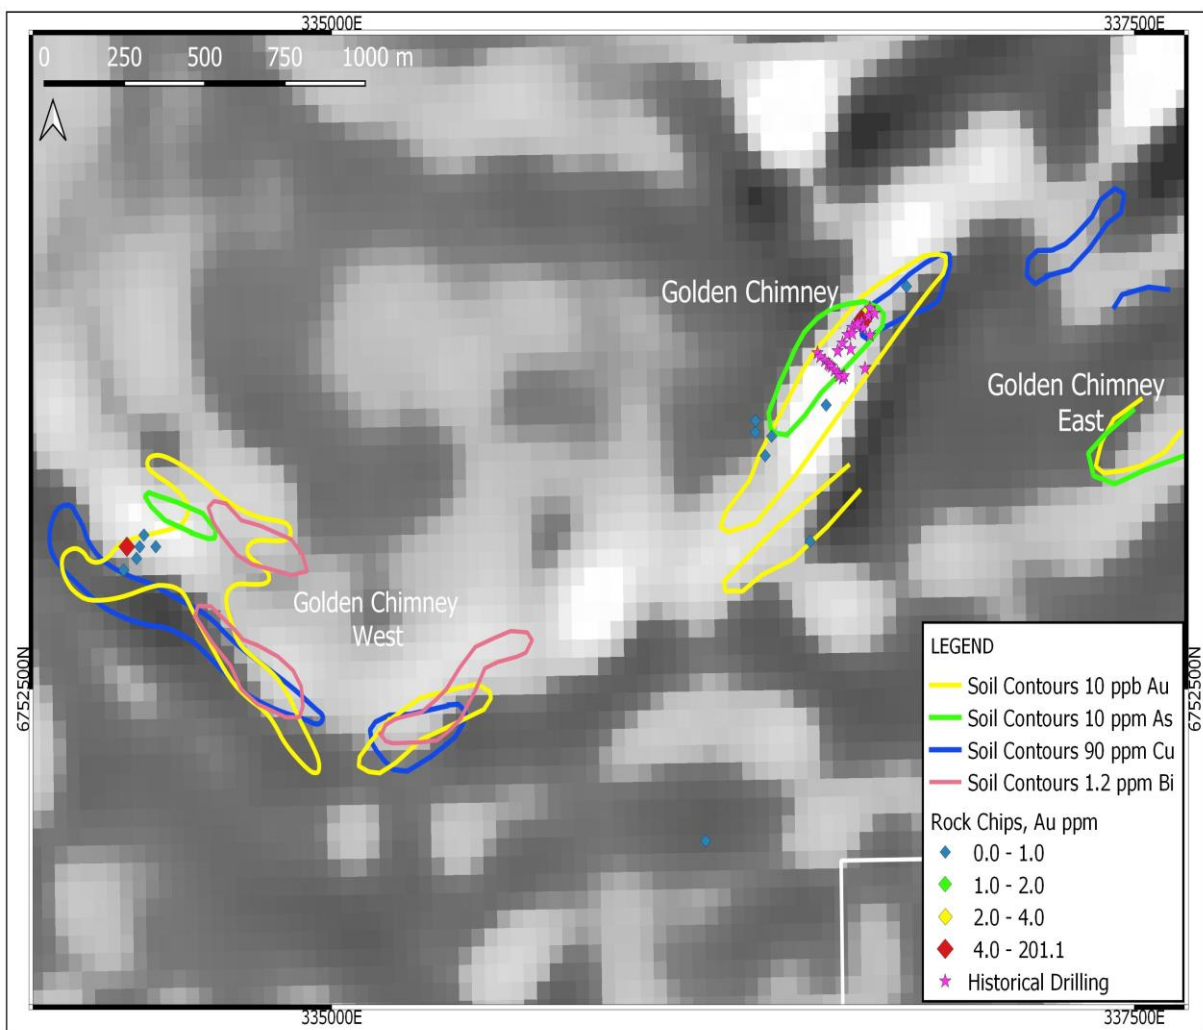 335000E
337500E
0 250 500 750 1000 m
Golden Chimney
Golden Chimney
East
Golden Chimney
West
6752500N
6752500N
LEGEND
Soil Contours 10 ppb Au
Soil Contours 10 ppm As
Soil Contours 90 ppm Cu
Soil Contours 1.2 ppm Bi
Rock Chips, Au ppm
0.0 - 1.0
1.0 - 2.0
2.0 - 4.0
4.0 - 201.1
Historical Drilling
335000E
337500E